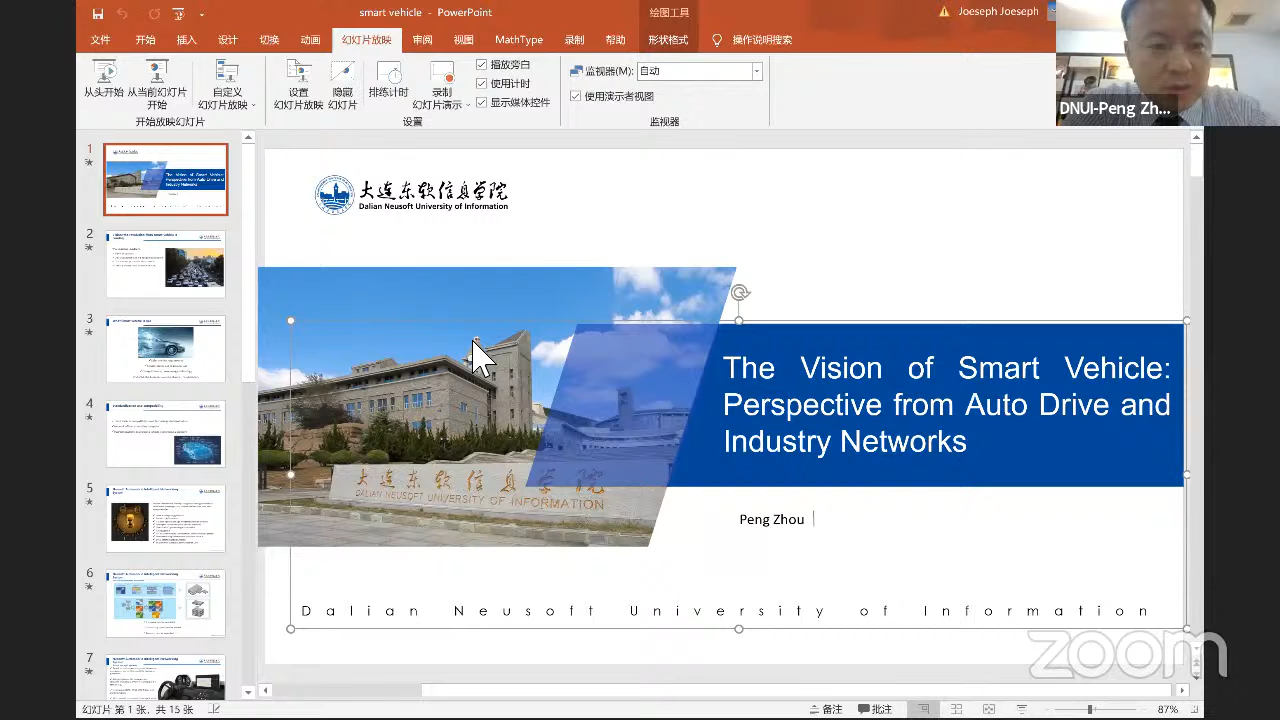 smart vehicle - PowerPoint
绘图工具
Joeseph Joeseph
文件 开始 插入 设计 切换 动画 幻灯片放映 审阅 视图 MathType 录制 帮助 形状格式 操作说明搜索
从头开始
从当前幻灯片
开始
自定义
幻灯片放映
开始放映幻灯片
设置
幻灯片放映
隐藏
幻灯片
排练计时
录制
幻灯片演示
播放旁白
使用计时
显示媒体控件
设置
监视器(M): 自动
使用演示者视图
监视器
DNUI-Peng Zh...
1
2
3
4
5
6
7
大连东软信息学院
Dalian Neusoft University of Information
The Vision of Smart Vehicle:
Perspective from Auto Drive and
Industry Networks
DALIAN NEUSOFT UNIVERSITY OF INFORMATION
Peng Zhou
Dalian Neusoft University of Information
zoom
幻灯片 第 1 张, 共 15 张
备注 批注 87%